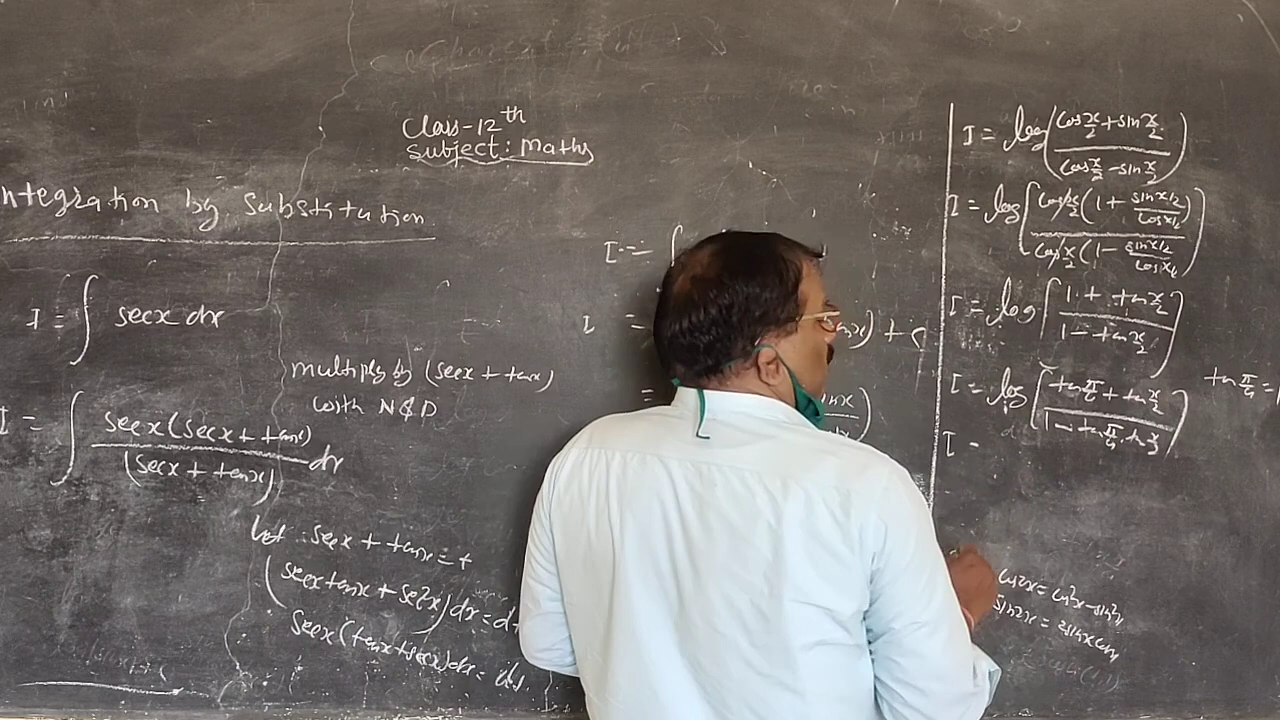 Class-12th
Subject: Maths
ntegration by Substitution
I = ∫ secx dx
multiply by (secx + tanx)
with N & D
I = ∫ secx(secx + tanx) / (secx + tanx) dx
Let secx + tanx = t
(secx tanx + sec²x) dx = d
secx(tanx + secx) dx = dt
I = ∫
I =
=
I = log((cos x/2 + sin x/2) / (cos x/2 - sin x/2))
I = log[cos x/2 (1 + sin x/2 / cos x/2) / cos x/2 (1 - sin x/2 / cos x/2)]
I = log[(1 + tan x/2) / (1 - tan x/2)]
I = log[(tan π/4 + tan x/2) / (1 - tan π/4 · tan x/2)]
tan π/4 = 1
I =
cos2x = cos²x - sin²x
sin2x = 2sinx cosx